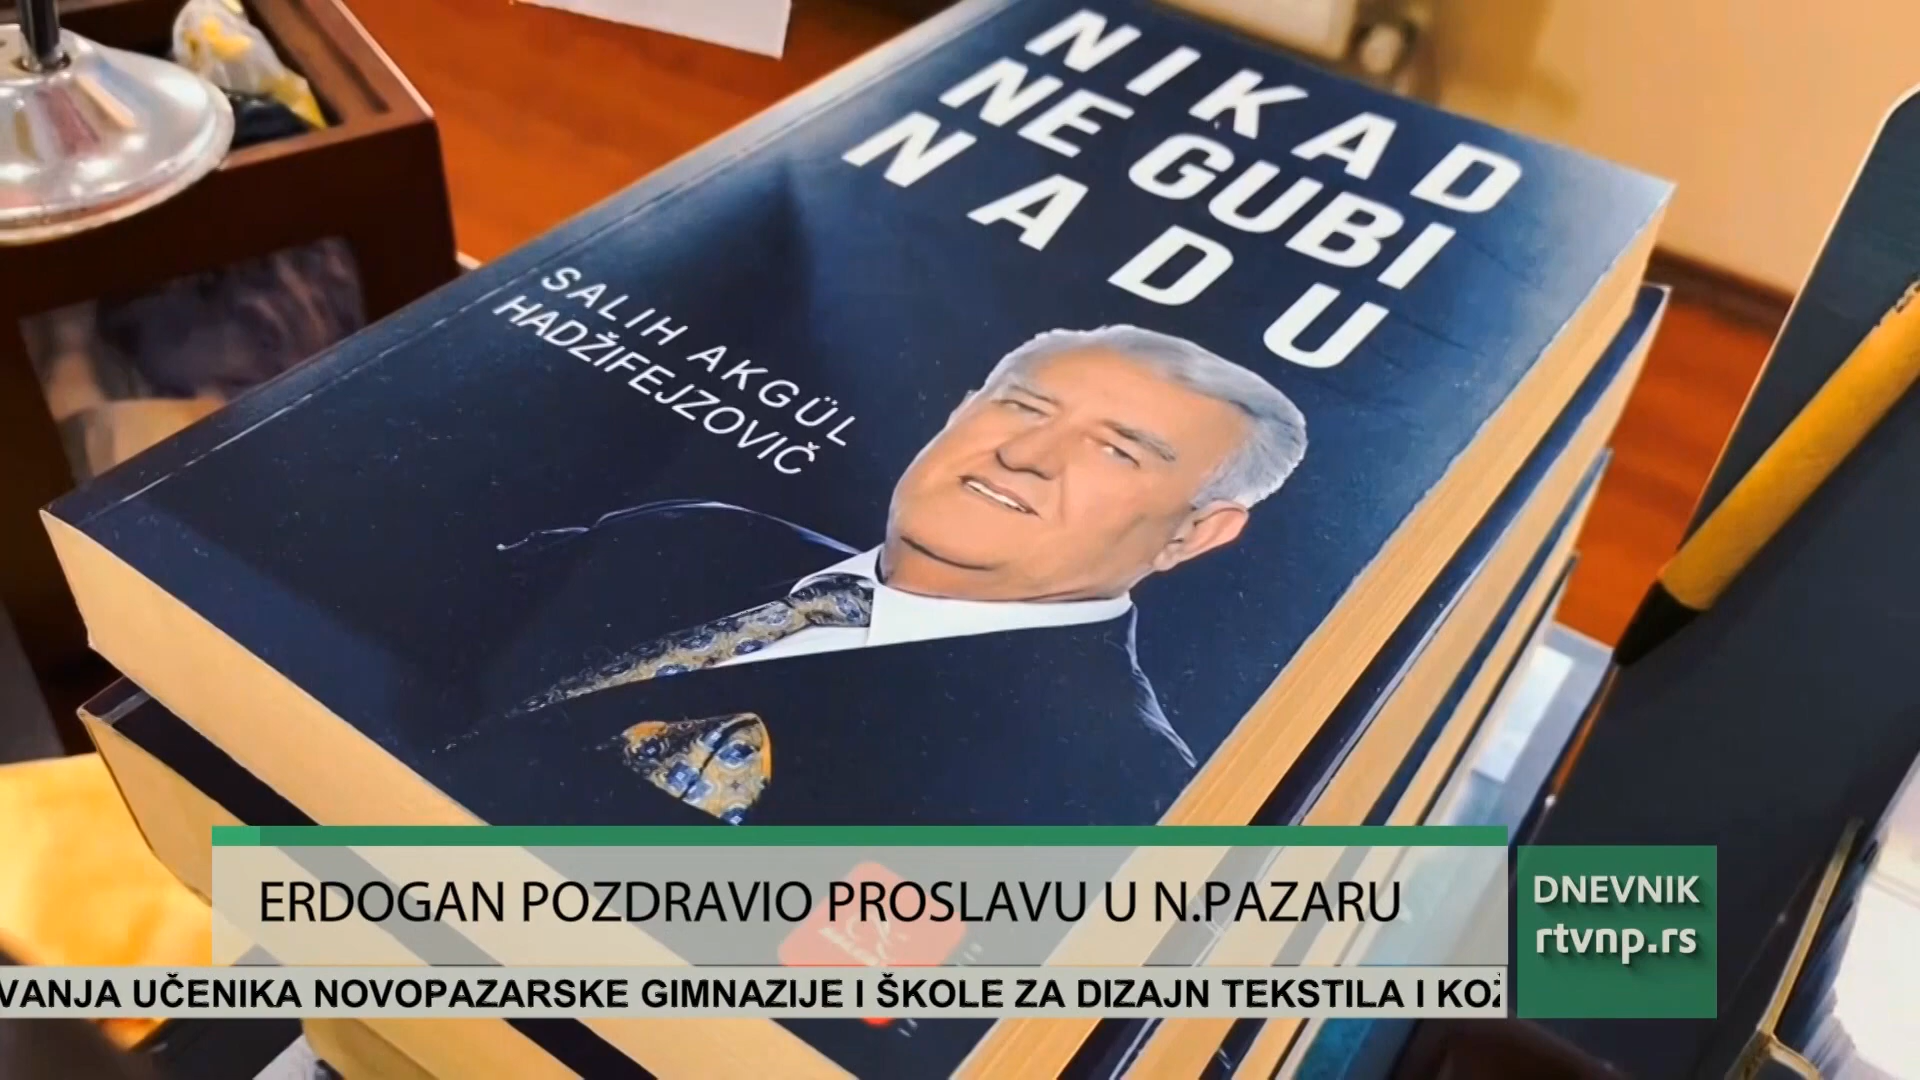 NIKAD
NE GUBI
NADU
SALIH AKGÜL
HADŽIFEJZOVIČ
ERDOGAN POZDRAVIO PROSLAVU U N.PAZARU
DNEVNIK
rtvnp.rs
VANJA UČENIKA NOVOPAZARSKE GIMNAZIJE I ŠKOLE ZA DIZAJN TEKSTILA I KOŽ